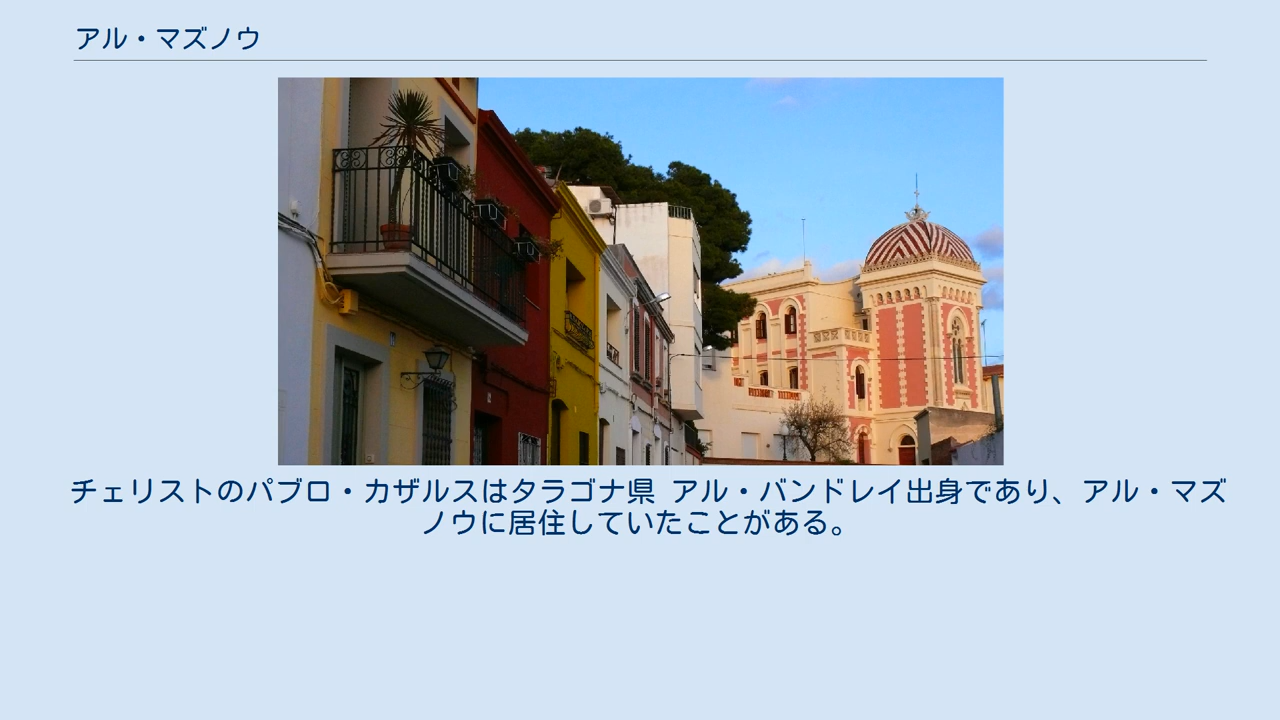 アル・マズノウ
チェリストのパブロ・カザルスはタラゴナ県 アル・バンドレイ出身であり、アル・マズ
ノウに居住していたことがある。